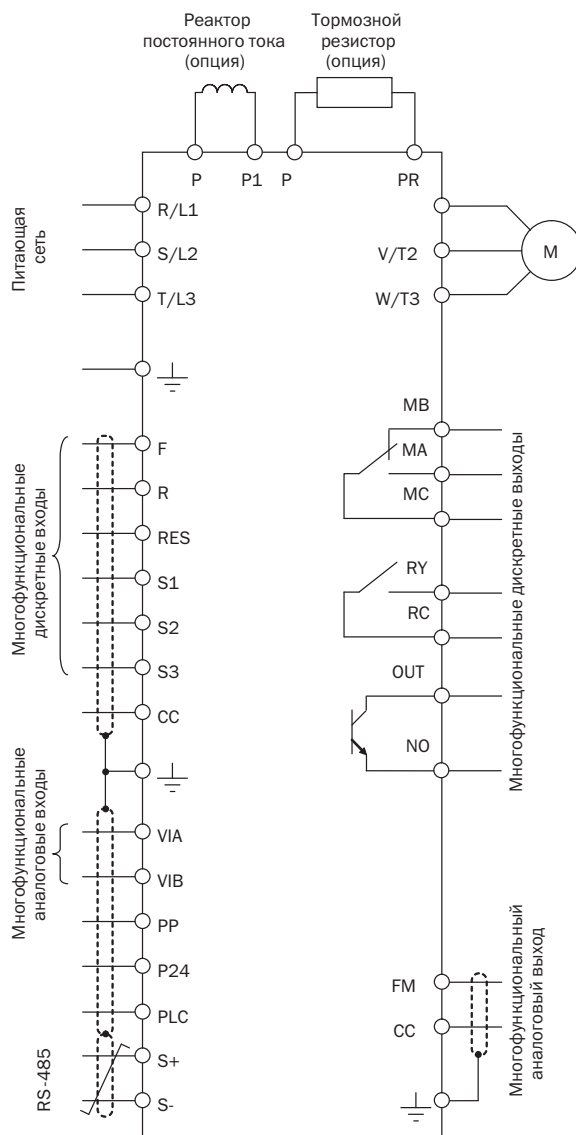 Реактор
постоянного тока
(опция)
Тормозной
резистор
(опция)
P
P1
P
PR
Питающая
сеть
R/L1
S/L2
T/L3
V/T2
W/T3
M
Многофункциональные
дискретные входы
F
R
RES
S1
S2
S3
CC
MB
MA
MC
RY
RC
OUT
NO
Многофункциональные дискретные выходы
Многофункциональные
аналоговые входы
VIA
VIB
PP
P24
PLC
RS-485
S+
S-
FM
CC
Многофункциональный
аналоговый выход